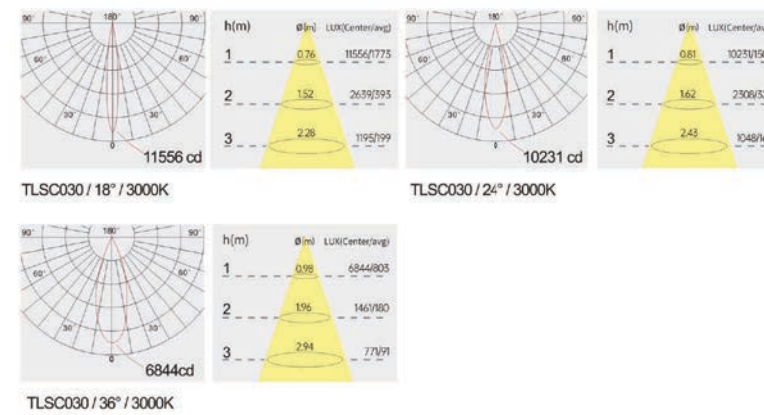 90° 180° 90°
60° 60°
30° 30°
0
11556 cd
h(m) Ø(m) LUX(Center/avg)
1 0.76 11556/1773
2 1.52 2639/393
3 2.28 1195/199
TLSC030 / 18° / 3000K
90° 180° 90°
60° 60°
30° 30°
0
10231 cd
h(m) Ø(m) LUX(Center/av
1 0.81
2 1.62
3 2.43
TLSC030 / 24° / 3000K
90° 180° 90°
60° 60°
30° 30°
0
6844cd
h(m) Ø(m) LUX(Center/avg)
1 0.98 6844/803
2 1.96 1461/180
3 2.94 771/91
TLSC030 / 36° / 3000K